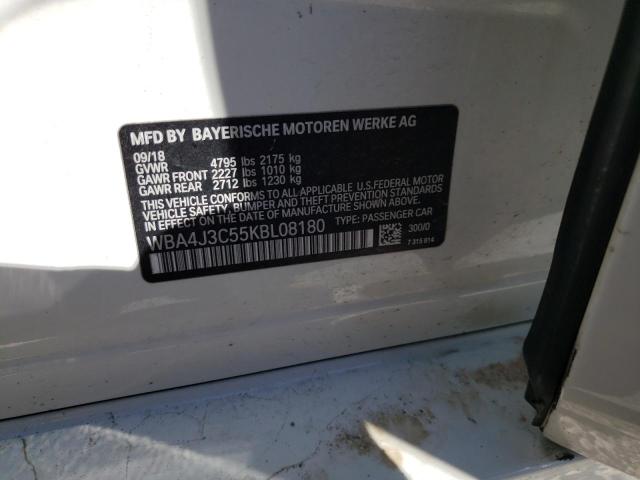 MFD BY BAYERISCHE MOTOREN WERKE AG
09/18
GVWR 4795 lbs 2175 kg
GAWR FRONT 2227 lbs 1010 kg
GAWR REAR 2712 lbs 1230 kg
THIS VEHICLE CONFORMS TO ALL APPLICABLE U.S.FEDERAL MOTOR
VEHICLE SAFETY, BUMPER AND THEFT PREVENTION STANDARDS
IN EFFECT ON THE DATE OF MANUFACTURE SHOWN ABOVE.
WBA4J3C55KBL08180 TYPE: PASSENGER CAR
300/0
7 315 814